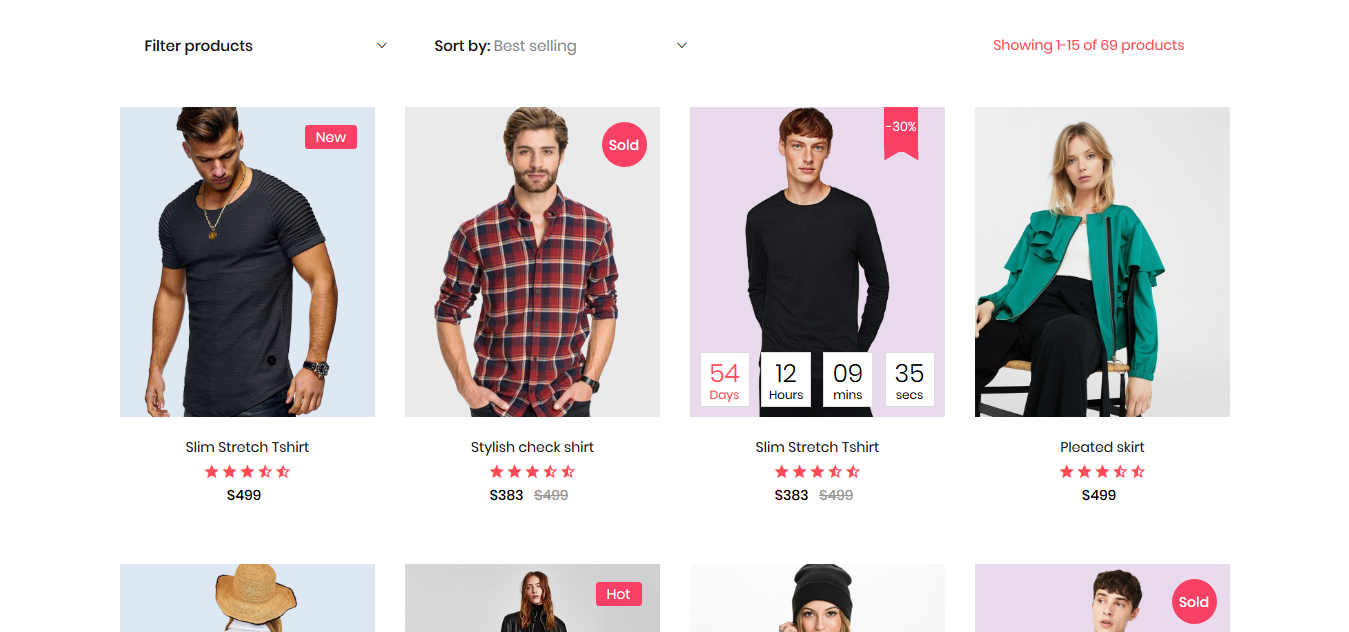 Filter products
Sort by: Best selling
Showing 1-15 of 69 products
New
Sold
-30%
54 12 09 35
Days Hours mins secs
Slim Stretch Tshirt
Stylish check shirt
Slim Stretch Tshirt
Pleated skirt
$499
$383 $499
$383 $499
$499
Hot
Sold